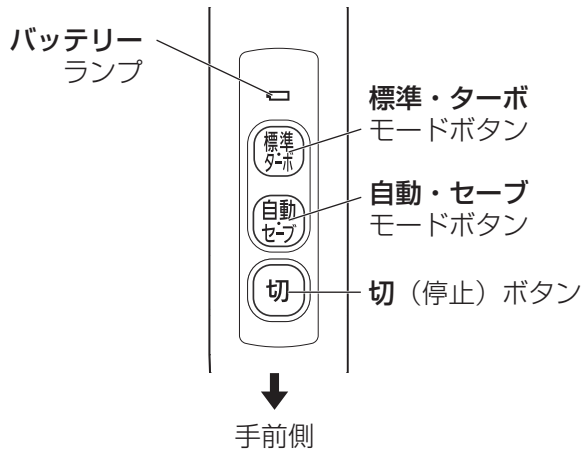 バッテリー
ランプ
標準
ターボ
自動
セーブ
切
標準・ターボ
モードボタン
自動・セーブ
モードボタン
切（停止）ボタン
手前側